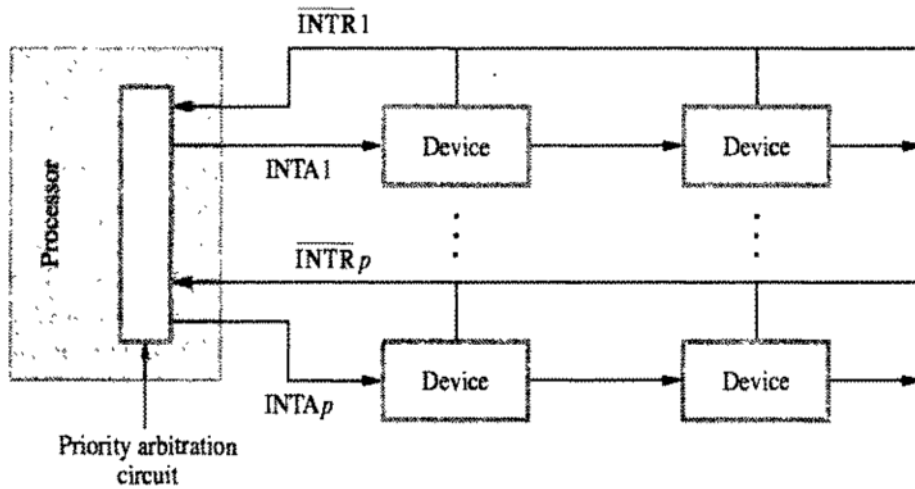 INTR1
Processor
INTA1
Device
Device
INTRp
INTAp
Device
Device
Priority arbitration
circuit